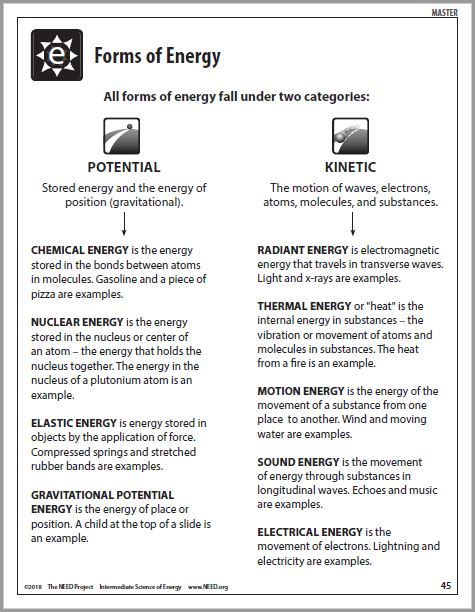 MASTER
e
Forms of Energy
All forms of energy fall under two categories:
POTENTIAL
Stored energy and the energy of
position (gravitational).
CHEMICAL ENERGY is the energy
stored in the bonds between atoms
in molecules. Gasoline and a piece of
pizza are examples.
NUCLEAR ENERGY is the energy
stored in the nucleus or center of
an atom – the energy that holds the
nucleus together. The energy in the
nucleus of a plutonium atom is an
example.
ELASTIC ENERGY is energy stored in
objects by the application of force.
Compressed springs and stretched
rubber bands are examples.
GRAVITATIONAL POTENTIAL
ENERGY is the energy of place or
position. A child at the top of a slide is
an example.
KINETIC
The motion of waves, electrons,
atoms, molecules, and substances.
RADIANT ENERGY is electromagnetic
energy that travels in transverse waves.
Light and x-rays are examples.
THERMAL ENERGY or "heat" is the
internal energy in substances – the
vibration or movement of atoms and
molecules in substances. The heat
from a fire is an example.
MOTION ENERGY is the energy of the
movement of a substance from one
place to another. Wind and moving
water are examples.
SOUND ENERGY is the movement
of energy through substances in
longitudinal waves. Echoes and music
are examples.
ELECTRICAL ENERGY is the
movement of electrons. Lightning and
electricity are examples.
©2018 The NEED Project Intermediate Science of Energy www.NEED.org
45